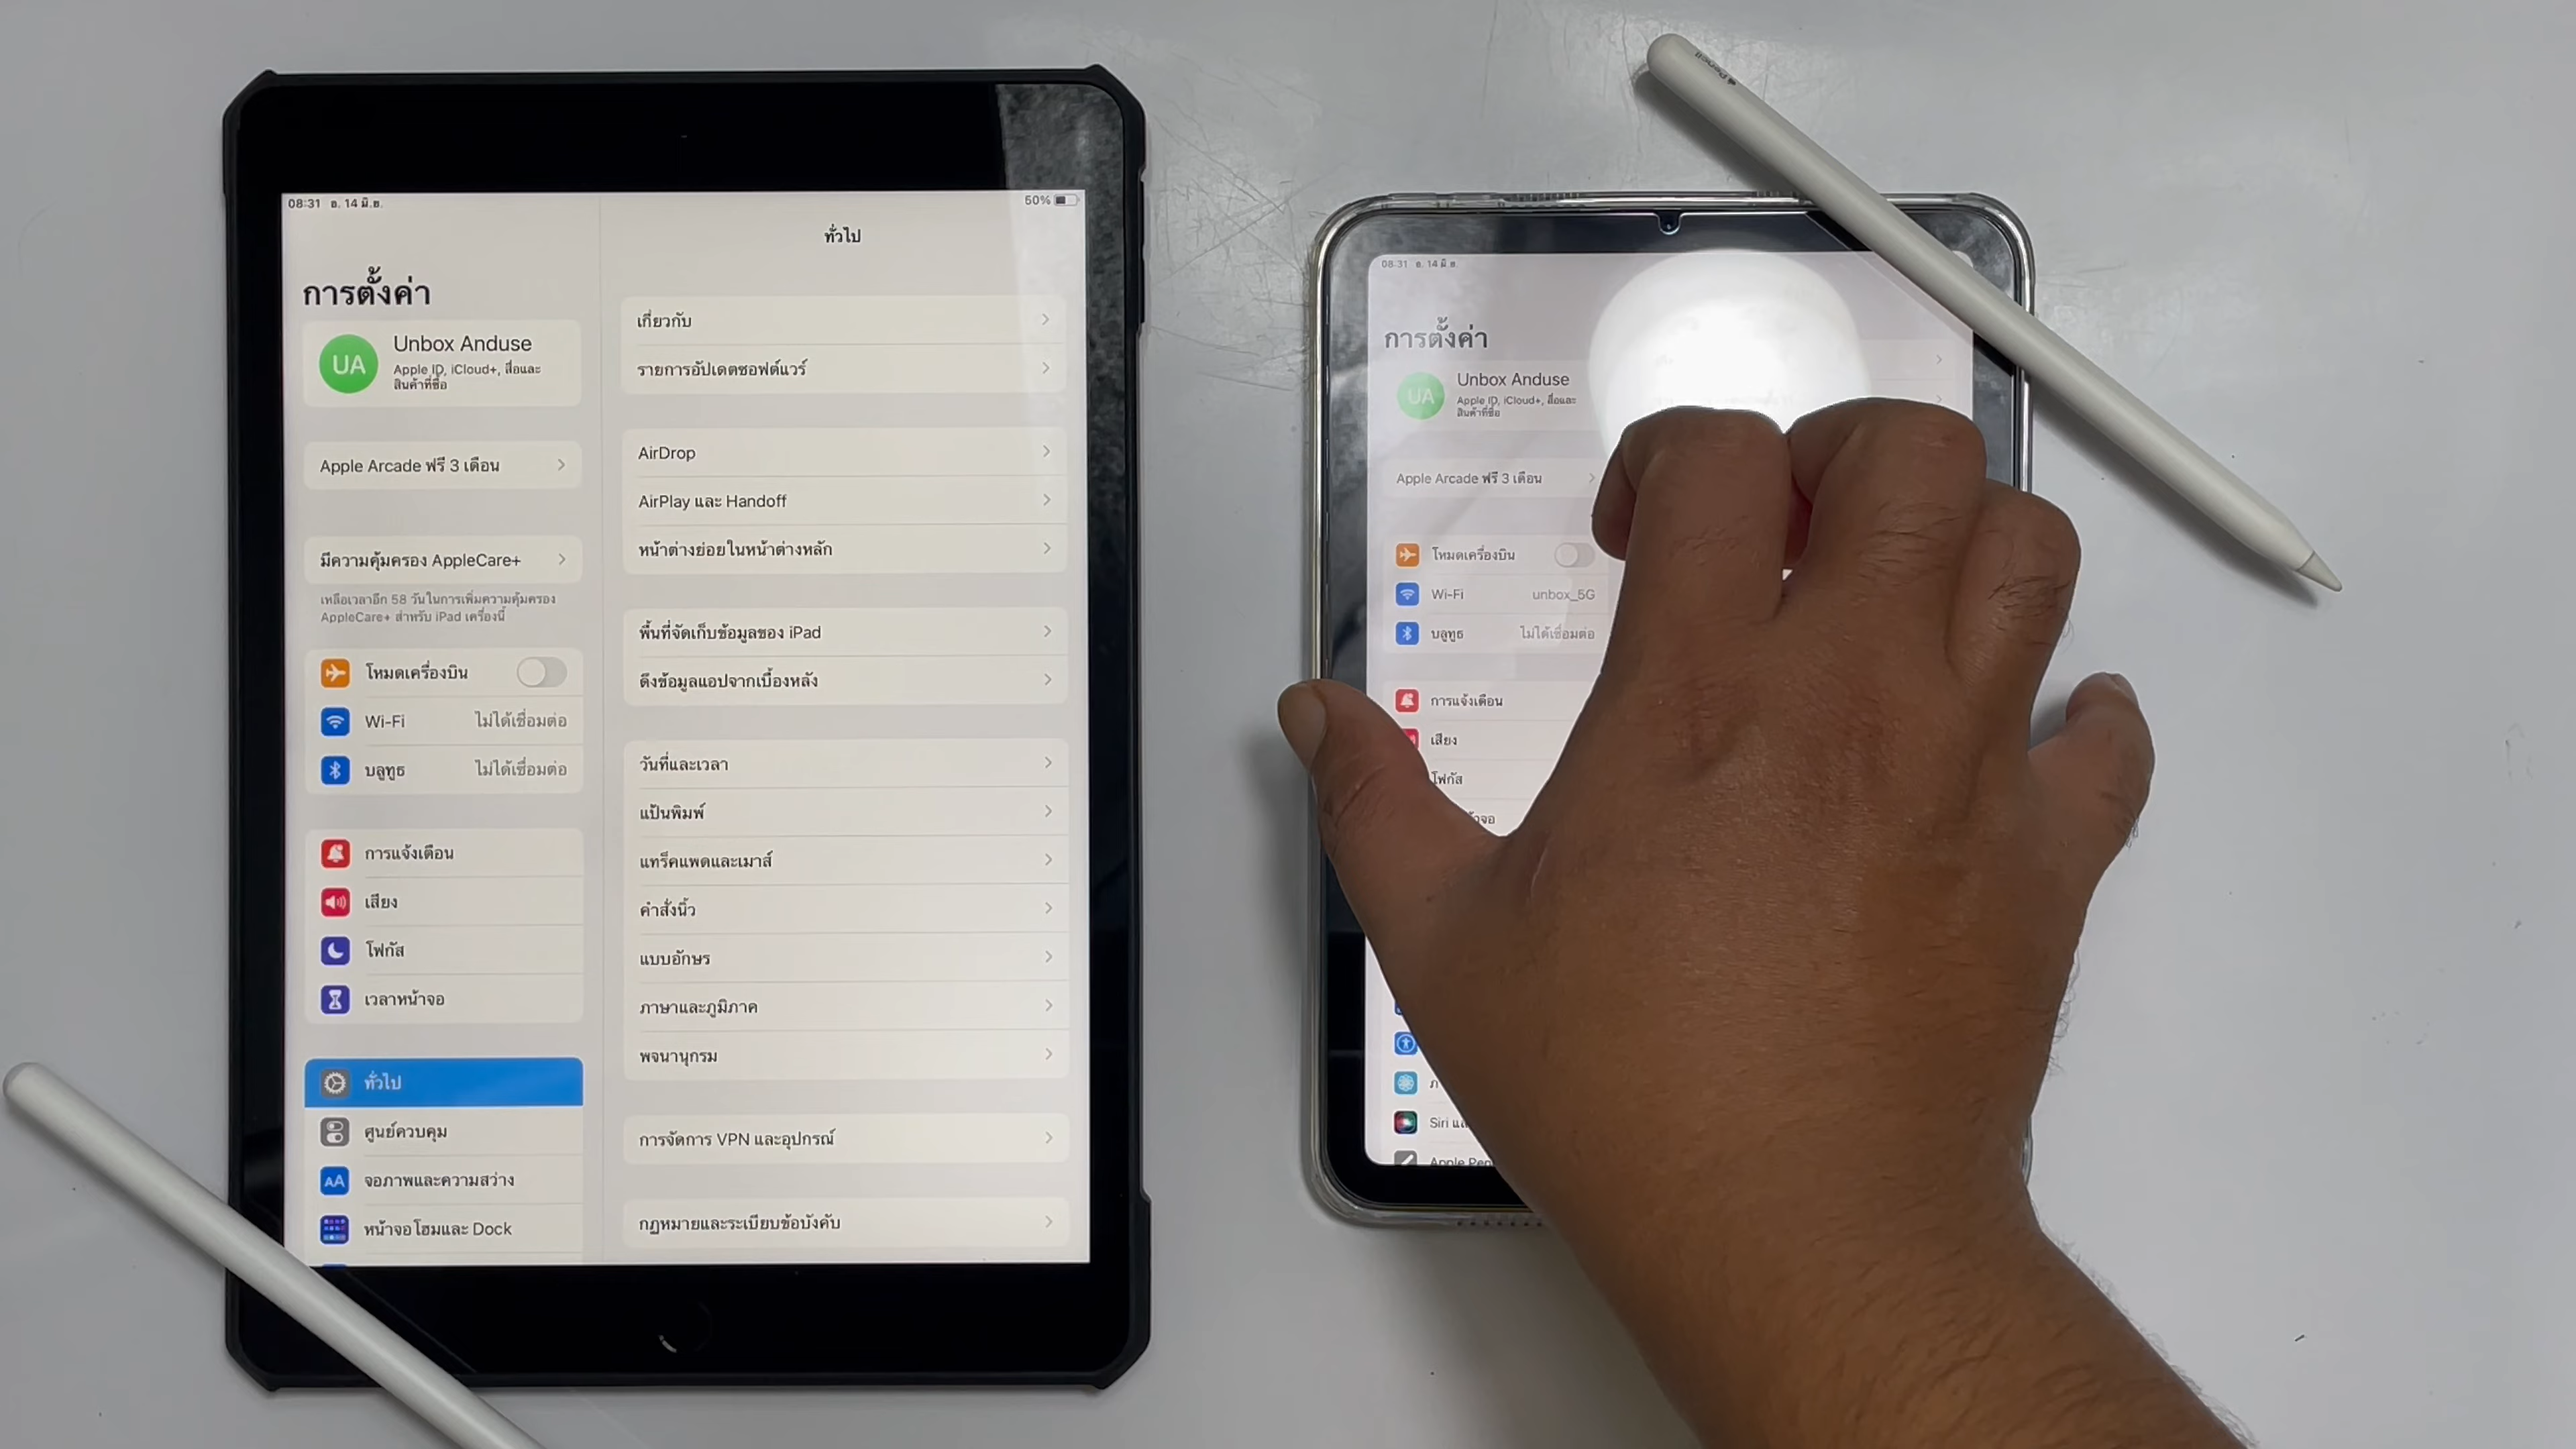 08:31 อ. 14 มิ.ย.
50%
การตั้งค่า
UA
Unbox Anduse
Apple ID, iCloud+, สื่อและ
สินค้าที่ซื้อ
Apple Arcade ฟรี 3 เดือน
มีความคุ้มครอง AppleCare+
เหลือเวลาอีก 58 วันในการเพิ่มความคุ้มครอง
AppleCare+ สำหรับ iPad เครื่องนี้
โหมดเครื่องบิน
Wi-Fi ไม่ได้เชื่อมต่อ
บลูทูธ ไม่ได้เชื่อมต่อ
การแจ้งเตือน
เสียง
โฟกัส
เวลาหน้าจอ
ทั่วไป
ศูนย์ควบคุม
AA จอภาพและความสว่าง
หน้าจอโฮมและ Dock
ทั่วไป
เกี่ยวกับ
รายการอัปเดตซอฟต์แวร์
AirDrop
AirPlay และ Handoff
หน้าต่างย่อยในหน้าต่างหลัก
พื้นที่จัดเก็บข้อมูลของ iPad
ดึงข้อมูลแอปจากเบื้องหลัง
วันที่และเวลา
แป้นพิมพ์
แทร็คแพดและเมาส์
คำสั่งนิ้ว
แบบอักษร
ภาษาและภูมิภาค
พจนานุกรม
การจัดการ VPN และอุปกรณ์
กฎหมายและระเบียบข้อบังคับ
Pencil
08:31 อ. 14 มิ.ย.
การตั้งค่า
UA
Unbox Anduse
Apple ID, iCloud+, สื่อและ
สินค้าที่ซื้อ
Apple Arcade ฟรี 3 เดือน
โหมดเครื่องบิน
Wi-Fi unbox_5G
บลูทูธ ไม่ได้เชื่อมต่อ
การแจ้งเตือน
เสียง
โฟกัส
Siri
Apple